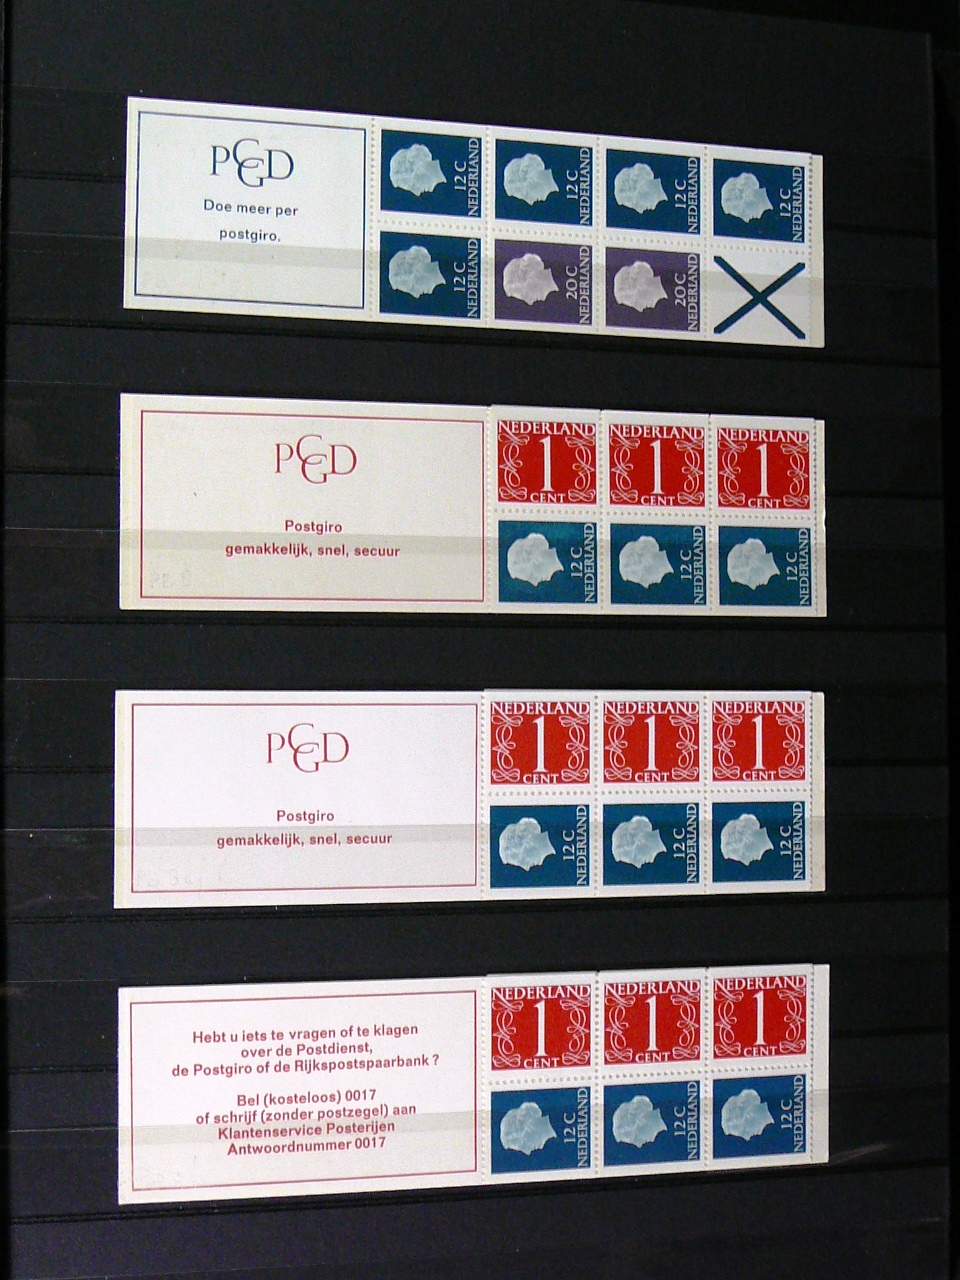 PCGD
Doe meer per
postgiro.
12 C NEDERLAND
12 C NEDERLAND
12 C NEDERLAND
12 C NEDERLAND
12 C NEDERLAND
20 C NEDERLAND
20 C NEDERLAND
PCGD
Postgiro
gemakkelijk, snel, secuur
NEDERLAND 1 CENT
NEDERLAND 1 CENT
NEDERLAND 1 CENT
12 C NEDERLAND
12 C NEDERLAND
12 C NEDERLAND
PCGD
Postgiro
gemakkelijk, snel, secuur
NEDERLAND 1 CENT
NEDERLAND 1 CENT
NEDERLAND 1 CENT
12 C NEDERLAND
12 C NEDERLAND
12 C NEDERLAND
Hebt u iets te vragen of te klagen
over de Postdienst,
de Postgiro of de Rijkspostspaarbank ?
Bel (kosteloos) 0017
of schrijf (zonder postzegel) aan
Klantenservice Posterijen
Antwoordnummer 0017
NEDERLAND 1 CENT
NEDERLAND 1 CENT
NEDERLAND 1 CENT
12 C NEDERLAND
12 C NEDERLAND
12 C NEDERLAND